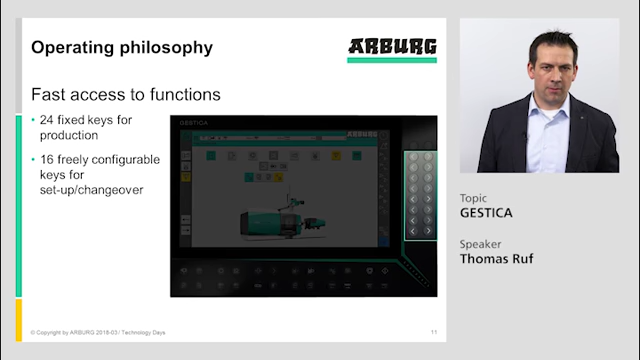 Operating philosophy
ARBURG
Fast access to functions
• 24 fixed keys for
production
• 16 freely configurable
keys for
set-up/changeover
GESTICA
ARBURG
© Copyright by ARBURG 2018-03/ Technology Days
11
Topic
GESTICA
Speaker
Thomas Ruf